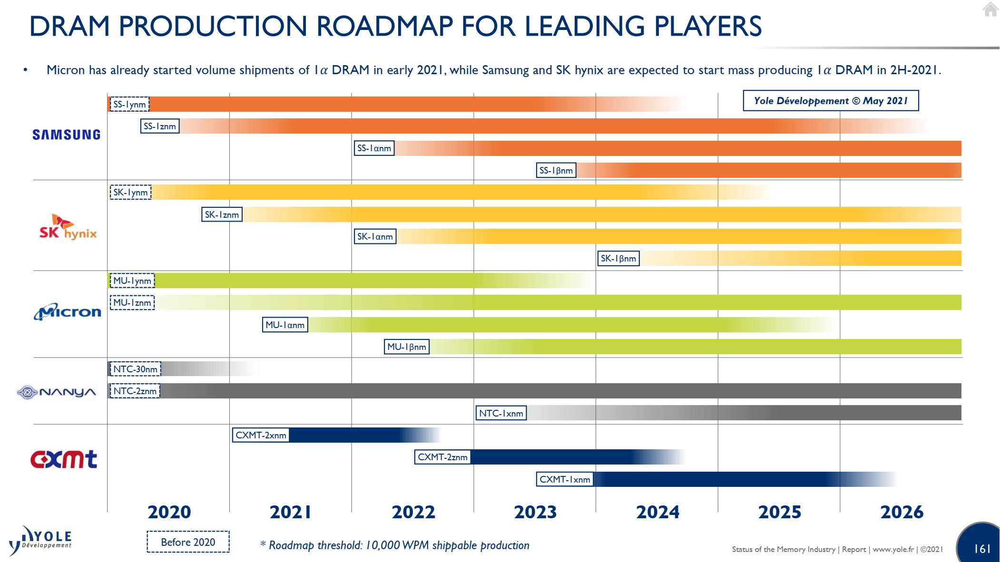 DRAM PRODUCTION ROADMAP FOR LEADING PLAYERS
• Micron has already started volume shipments of 1α DRAM in early 2021, while Samsung and SK hynix are expected to start mass producing 1α DRAM in 2H-2021.
Yole Développement © May 2021
SAMSUNG
SS-1ynm
SS-1znm
SS-1αnm
SS-1βnm
SK hynix
SK-1ynm
SK-1znm
SK-1αnm
SK-1βnm
Micron
MU-1ynm
MU-1znm
MU-1αnm
MU-1βnm
NANYA
NTC-30nm
NTC-2znm
NTC-1xnm
cxmt
CXMT-2xnm
CXMT-2znm
CXMT-1xnm
2020 2021 2022 2023 2024 2025 2026
YOLE
Développement
Before 2020
* Roadmap threshold: 10,000 WPM shippable production
Status of the Memory Industry | Report | www.yole.fr | ©2021
161